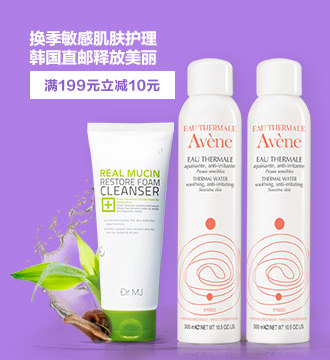 换季敏感肌肤护理
韩国直邮释放美丽
满199元立减10元
REAL MUCIN
RESTORE FOAM
CLEANSER
Dr. MJ
EAU THERMALE
Avène
EAU THERMALE
apaisante, anti-irritante
Peaux sensibles
THERMAL WATER
soothing, anti-irritating
Sensitive skin
PARIS
300 ml NET WT. 10.5 OZ. US
EAU THERMALE
Avène
EAU THERMALE
apaisante, anti-irritante
Peaux sensibles
THERMAL WATER
soothing, anti-irritating
Sensitive skin
PARIS
300 ml NET WT. 10.5 OZ. US